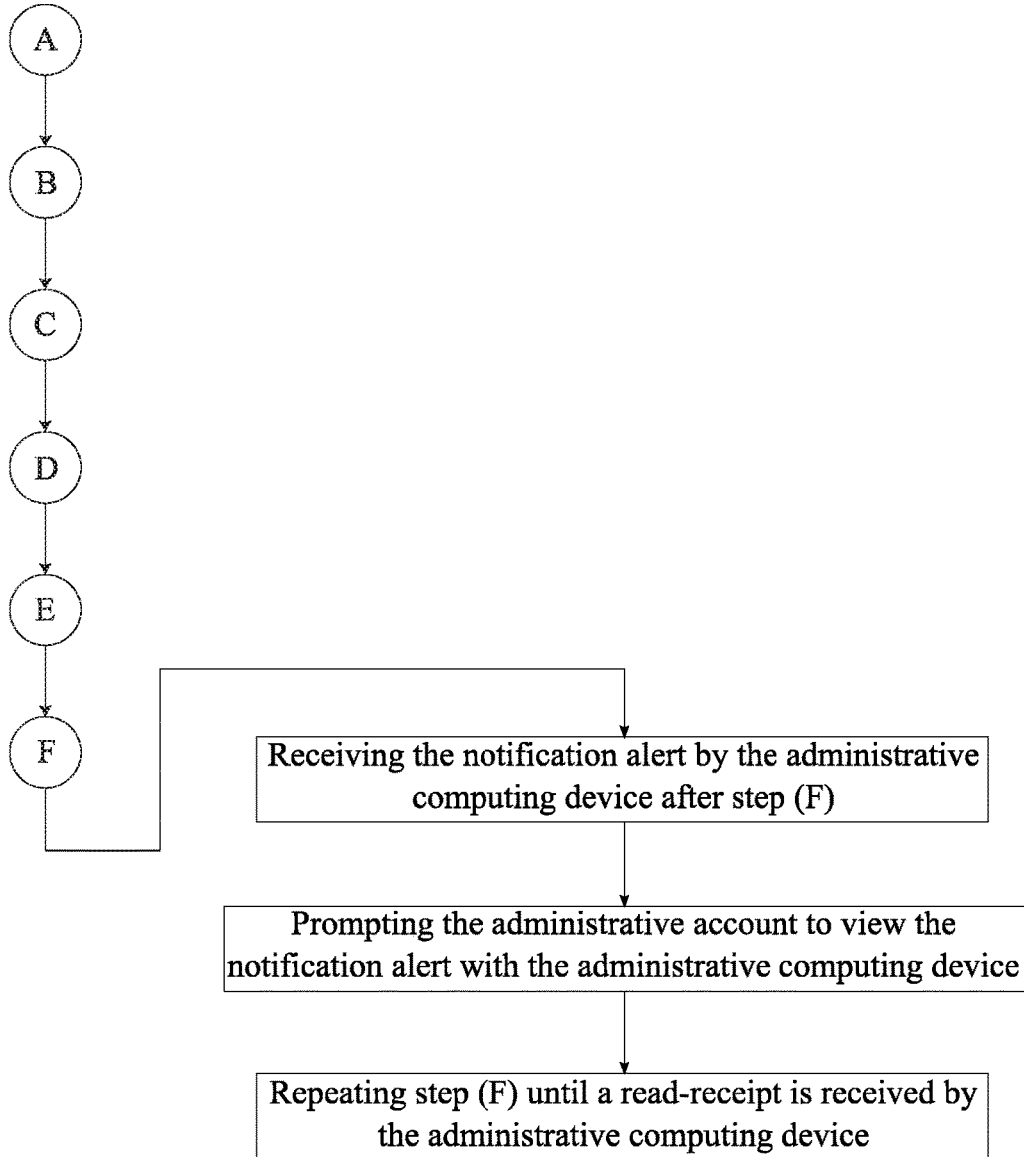 A
B
C
D
E
F
Receiving the notification alert by the administrative
computing device after step (F)
Prompting the administrative account to view the
notification alert with the administrative computing device
Repeating step (F) until a read-receipt is received by
the administrative computing device